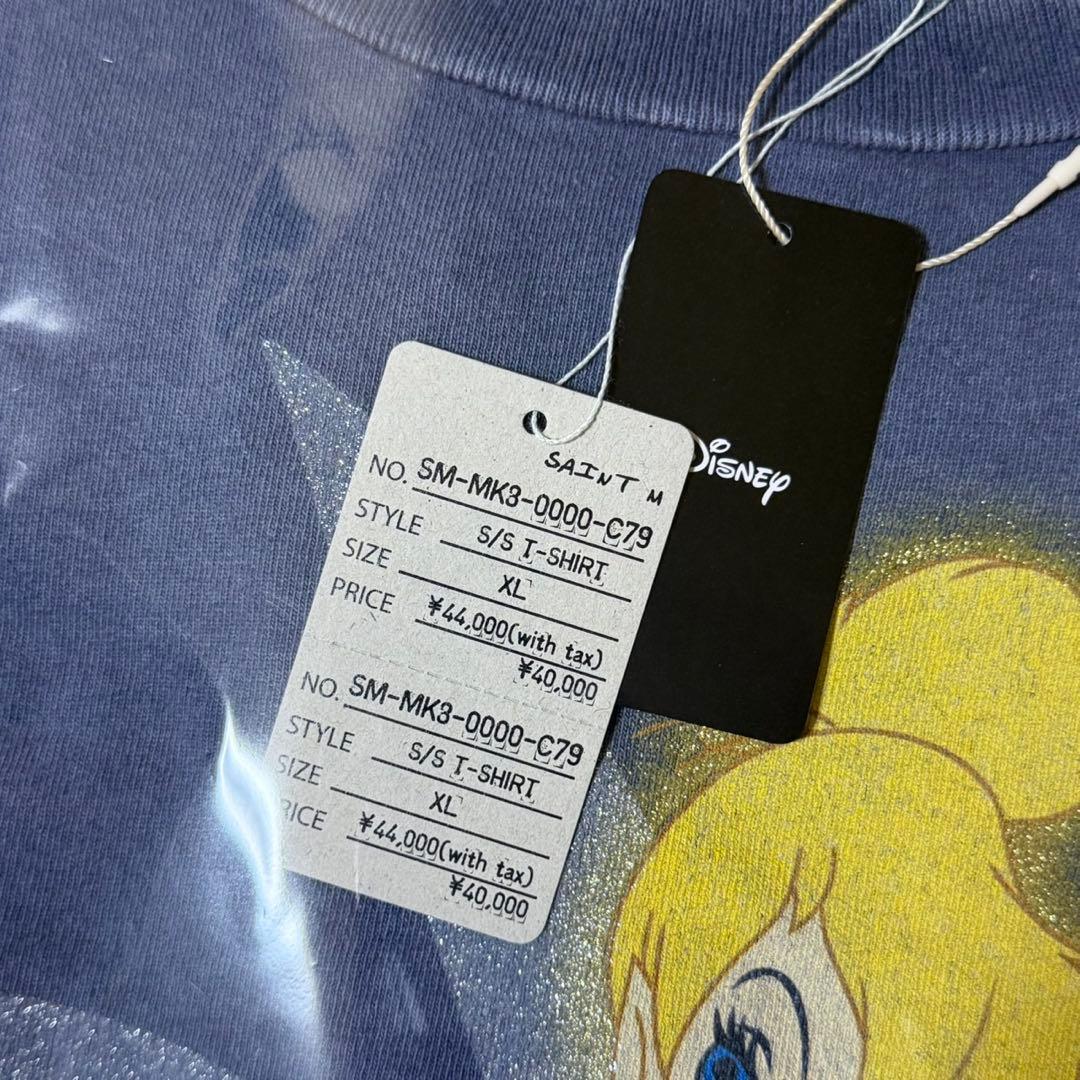 SAINT M
NO. SM-MK3-0000-C79
STYLE S/S T-SHIRT
SIZE XL
PRICE ¥44,000(with tax)
¥40,000
NO. SM-MK3-0000-C79
STYLE S/S T-SHIRT
SIZE XL
PRICE ¥44,000(with tax)
¥40,000
Disney